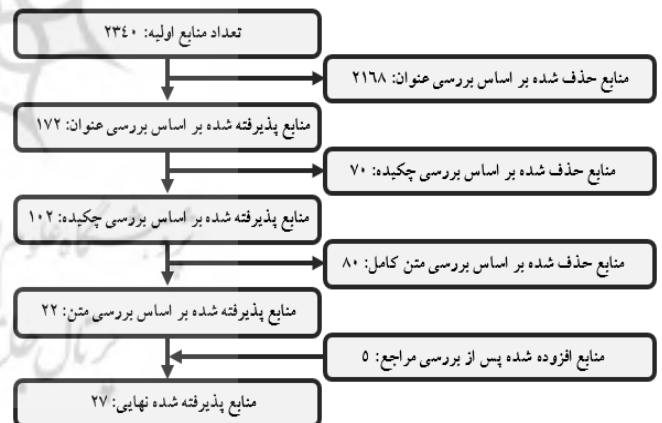 تعداد منابع اولیه: ۲۳۴۰
منابع حذف شده بر اساس بررسی عنوان: ۲۱۶۸
منابع پذیرفته شده بر اساس بررسی عنوان: ۱۷۲
منابع حذف شده بر اساس بررسی چکیده: ۷۰
منابع پذیرفته شده بر اساس بررسی چکیده: ۱۰۲
منابع حذف شده بر اساس بررسی متن کامل: ۸۰
منابع پذیرفته شده بر اساس بررسی متن: ۲۲
منابع افزوده شده پس از بررسی مراجع: ۵
منابع پذیرفته شده نهایی: ۲۷